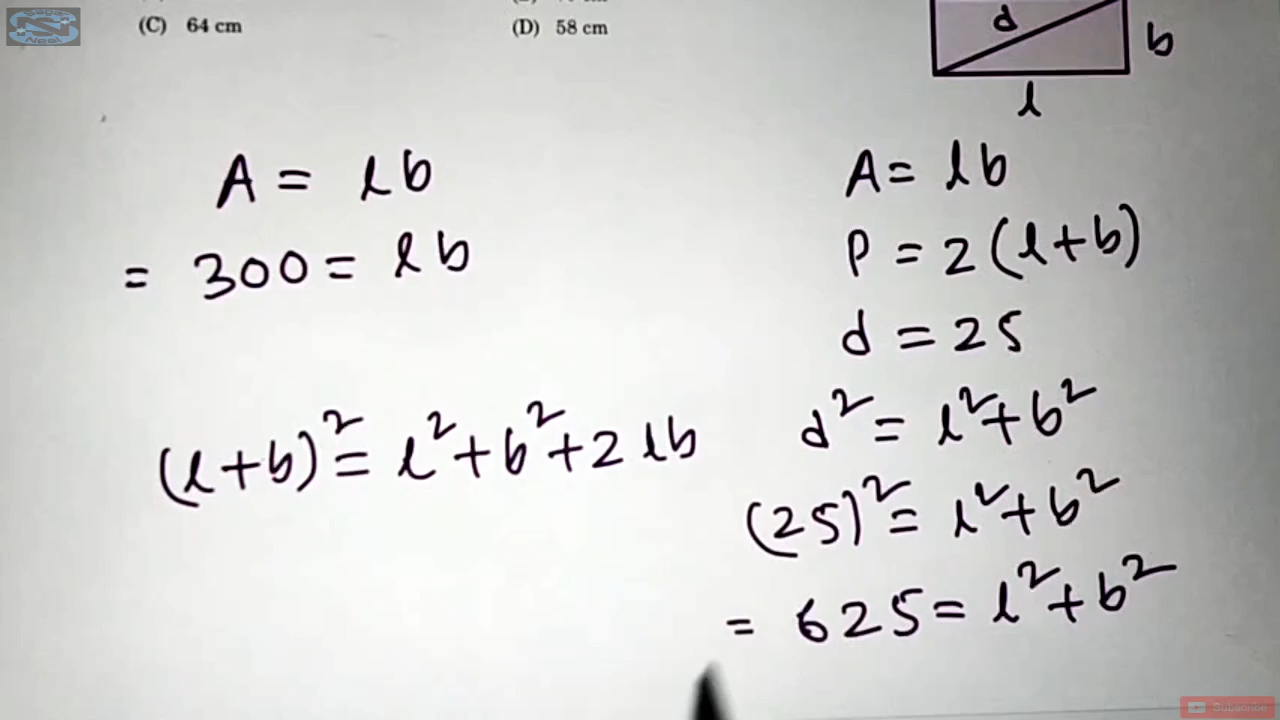 (C) 64 cm
(D) 58 cm
d
b
l
A = lb
= 300 = lb
(l+b)² = l²+b²+2lb
A = lb
P = 2(l+b)
d = 25
d² = l²+b²
(25)² = l²+b²
= 625 = l²+b²
Subscribe